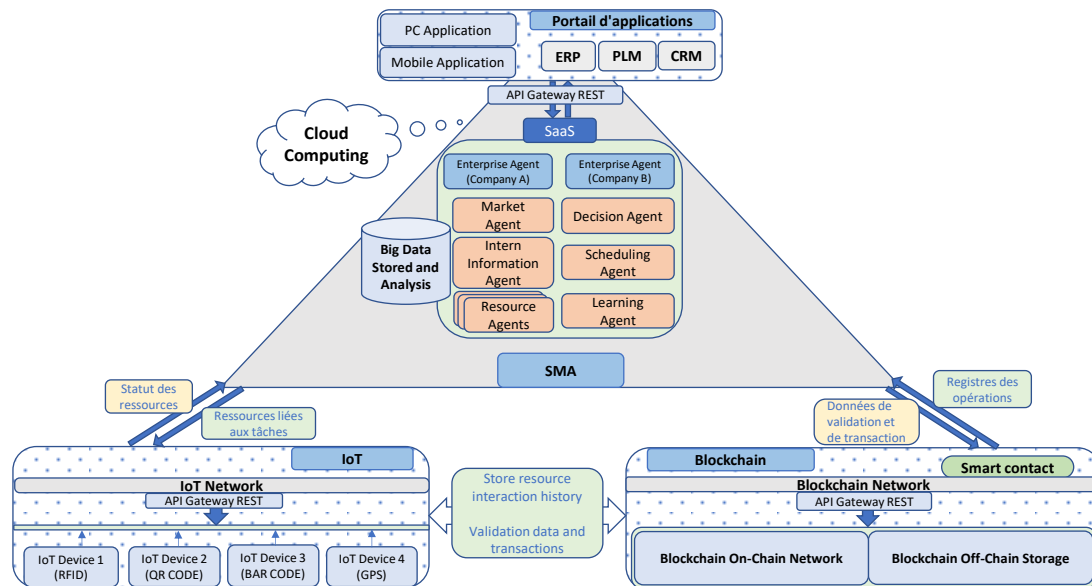 Portail d'applications
PC Application
Mobile Application
ERP
PLM
CRM
API Gateway REST
SaaS
Cloud
Computing
Enterprise Agent
(Company A)
Enterprise Agent
(Company B)
Market
Agent
Decision Agent
Big Data
Stored and
Analysis
Intern
Information
Agent
Scheduling
Agent
Resource
Agents
Learning
Agent
SMA
Statut des
ressources
Ressources liées
aux tâches
Registres des
opérations
Données de
validation et
de transaction
IoT
IoT Network
API Gateway REST
IoT Device 1
(RFID)
IoT Device 2
(QR CODE)
IoT Device 3
(BAR CODE)
IoT Device 4
(GPS)
Store resource
interaction history
Validation data and
transactions
Blockchain
Smart contact
Blockchain Network
API Gateway REST
Blockchain On-Chain Network
Blockchain Off-Chain Storage